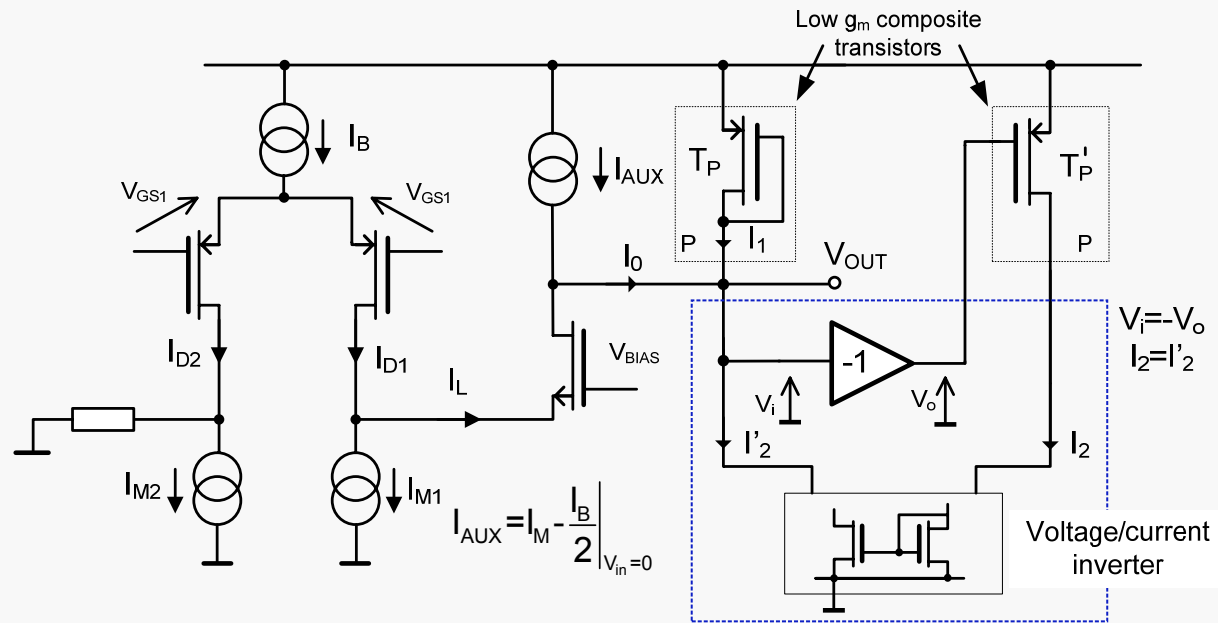 Low gm composite
transistors
IB
IAUX
TP
T'P
VGS1
VGS1
P
I1
P
I0
VOUT
Vi=-Vo
I2=I'2
ID2
ID1
VBIAS
-1
IL
Vi
Vo
I'2
I2
IM2
IM1
IAUX=IM-IB/2|Vin=0
Voltage/current
inverter